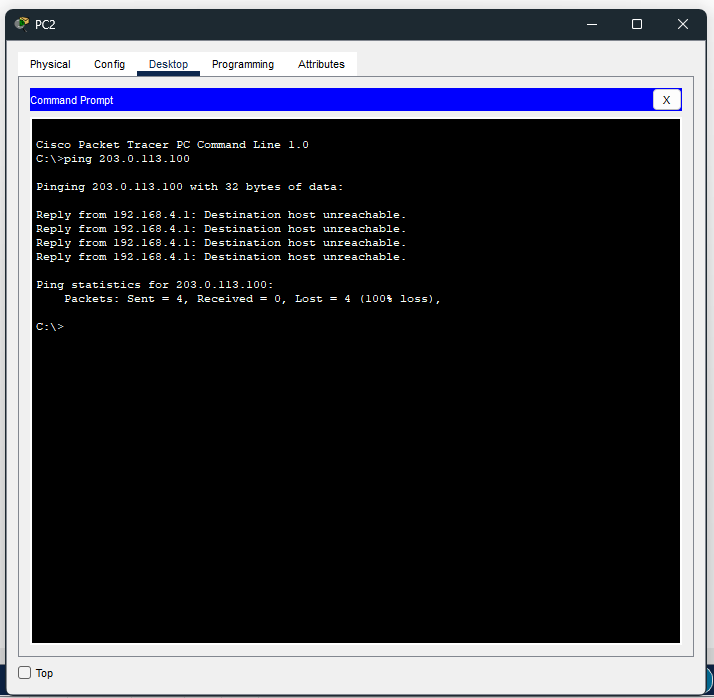 PC2
Physical Config Desktop Programming Attributes
Command Prompt X
Cisco Packet Tracer PC Command Line 1.0
C:\>ping 203.0.113.100
Pinging 203.0.113.100 with 32 bytes of data:
Reply from 192.168.4.1: Destination host unreachable.
Reply from 192.168.4.1: Destination host unreachable.
Reply from 192.168.4.1: Destination host unreachable.
Reply from 192.168.4.1: Destination host unreachable.
Ping statistics for 203.0.113.100:
Packets: Sent = 4, Received = 0, Lost = 4 (100% loss),
C:\>
Top